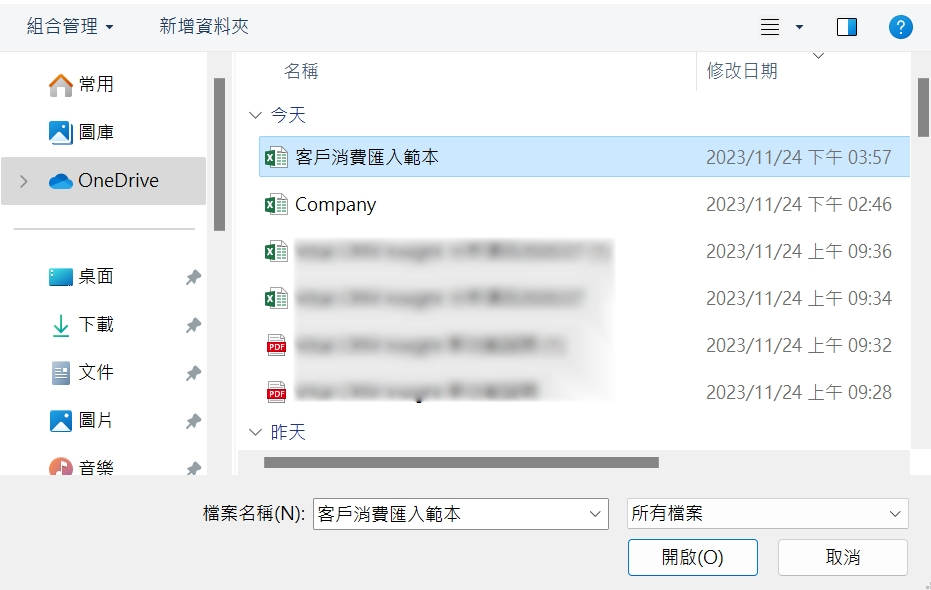 組合管理 新增資料夾
名稱 修改日期
常用
圖庫
OneDrive
桌面
下載
文件
圖片
音樂
今天
客戶消費匯入範本 2023/11/24 下午 03:57
Company 2023/11/24 下午 02:46
2023/11/24 上午 09:36
2023/11/24 上午 09:34
PDF 2023/11/24 上午 09:32
PDF 2023/11/24 上午 09:28
昨天
檔案名稱(N): 客戶消費匯入範本 所有檔案
開啟(O) 取消